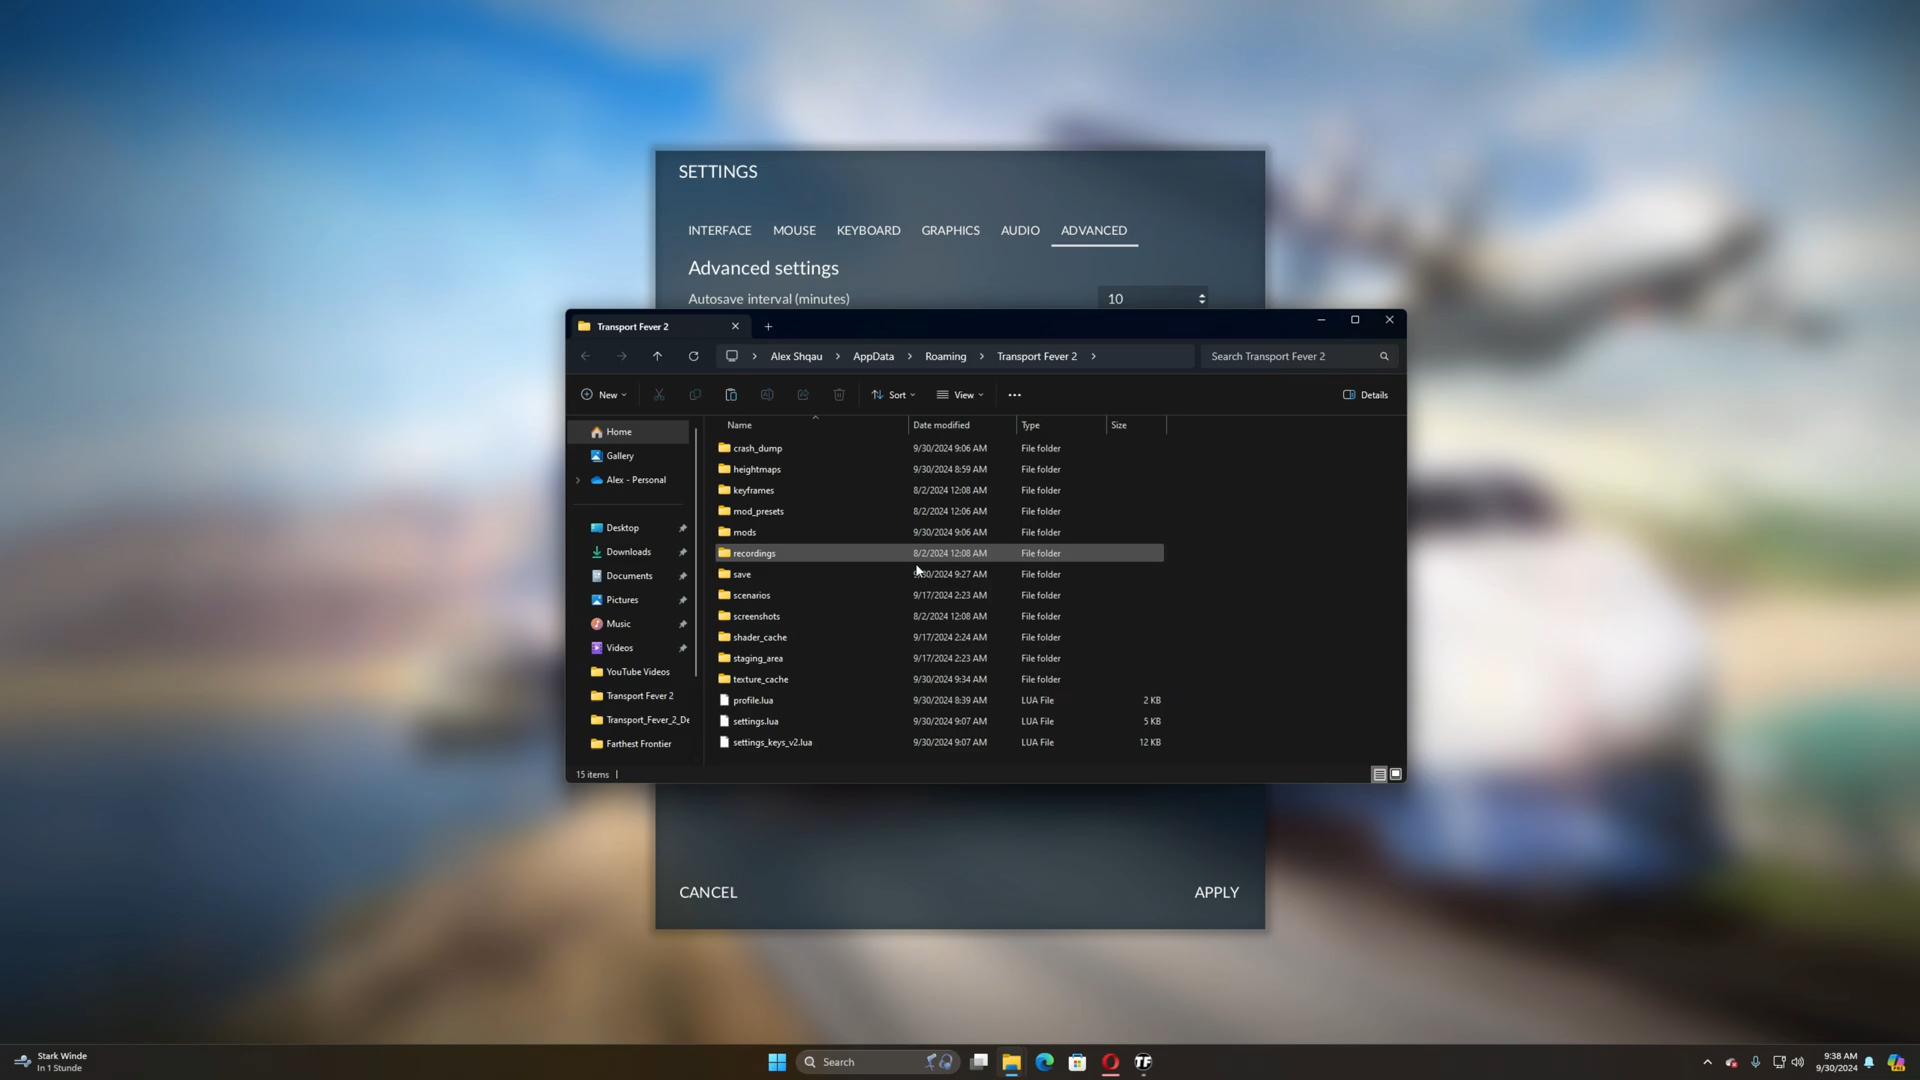 SETTINGS
INTERFACE MOUSE KEYBOARD GRAPHICS AUDIO ADVANCED
Advanced settings
Autosave interval (minutes) 10
Transport Fever 2
Alex Shqau > AppData > Roaming > Transport Fever 2 >
Search Transport Fever 2
New Sort View Details
Home
Gallery
Alex - Personal
Desktop
Downloads
Documents
Pictures
Music
Videos
YouTube Videos
Transport Fever 2
Transport_Fever_2_De
Farthest Frontier
Name Date modified Type Size
crash_dump 9/30/2024 9:06 AM File folder
heightmaps 9/30/2024 8:59 AM File folder
keyframes 8/2/2024 12:08 AM File folder
mod_presets 8/2/2024 12:06 AM File folder
mods 9/30/2024 9:06 AM File folder
recordings 8/2/2024 12:08 AM File folder
save 9/30/2024 9:27 AM File folder
scenarios 9/17/2024 2:23 AM File folder
screenshots 8/2/2024 12:08 AM File folder
shader_cache 9/17/2024 2:24 AM File folder
staging_area 9/17/2024 2:23 AM File folder
texture_cache 9/30/2024 9:34 AM File folder
profile.lua 9/30/2024 8:39 AM LUA File 2 KB
settings.lua 9/30/2024 9:07 AM LUA File 5 KB
settings_keys_v2.lua 9/30/2024 9:07 AM LUA File 12 KB
15 items
CANCEL APPLY
Stark Winde
In 1 Stunde
Search
TF
9:38 AM
9/30/2024
PRE